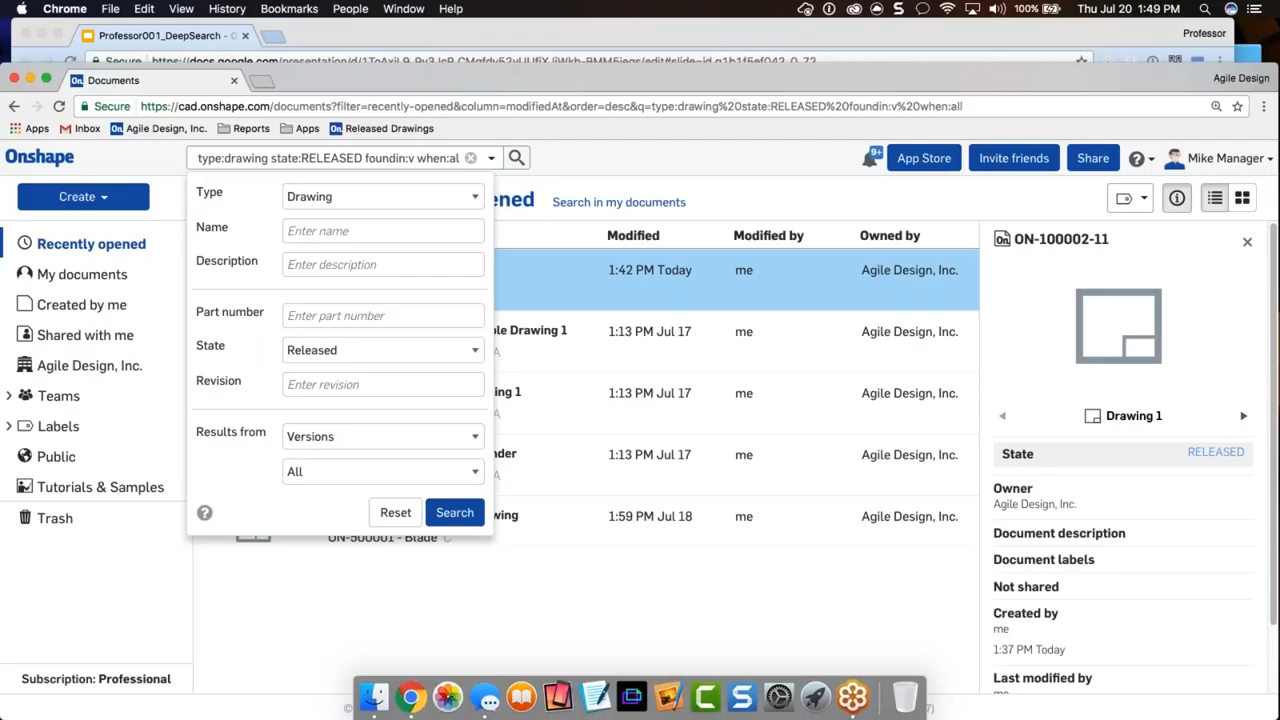 Chrome File Edit View History Bookmarks People Window Help 100% Thu Jul 20 1:49 PM
Professor001_DeepSearch - G Professor
Documents Agile Design
Secure https://cad.onshape.com/documents?filter=recently-opened&column=modifiedAt&order=desc&q=type:drawing%20state:RELEASED%20foundin:v%20when:all
Apps Inbox Agile Design, Inc. Reports Apps Released Drawings
Onshape type:drawing state:RELEASED foundin:v when:al 9+ App Store Invite friends Share Mike Manager
Create
Recently opened
My documents
Created by me
Shared with me
Agile Design, Inc.
Teams
Labels
Public
Tutorials & Samples
Trash
Subscription: Professional
Type Drawing
Name Enter name
Description Enter description
Part number Enter part number
State Released
Revision Enter revision
Results from Versions
All
Reset Search
ened Search in my documents
Modified Modified by Owned by
1:42 PM Today me Agile Design, Inc.
ole Drawing 1 1:13 PM Jul 17 me Agile Design, Inc.
A
ing 1 1:13 PM Jul 17 me Agile Design, Inc.
A
nder 1:13 PM Jul 17 me Agile Design, Inc.
A
wing 1:59 PM Jul 18 me Agile Design, Inc.
ON-500001 - Blade C
ON-100002-11
Drawing 1
State RELEASED
Owner
Agile Design, Inc.
Document description
Document labels
Not shared
Created by
me
1:37 PM Today
Last modified by